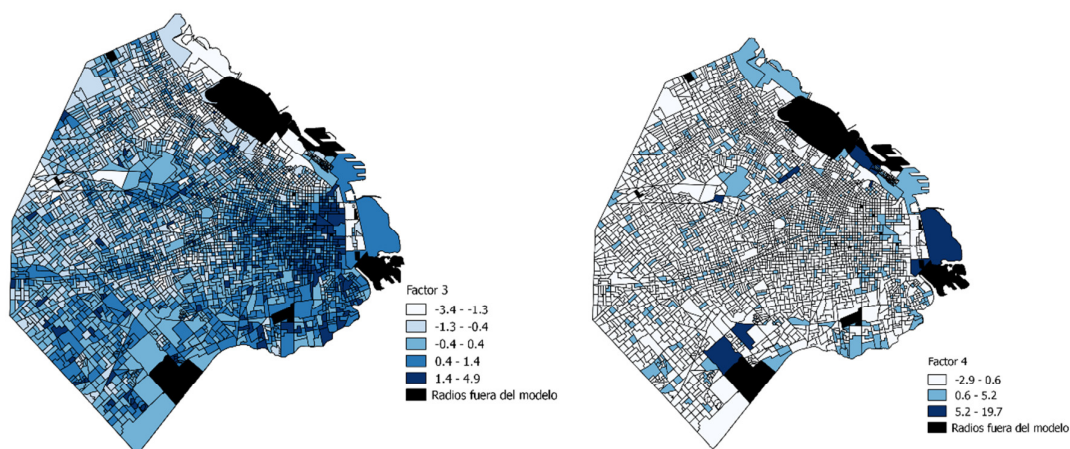 Factor 3
-3.4 - -1.3
-1.3 - -0.4
-0.4 - 0.4
0.4 - 1.4
1.4 - 4.9
Radios fuera del modelo
Factor 4
-2.9 - 0.6
0.6 - 5.2
5.2 - 19.7
Radios fuera del modelo